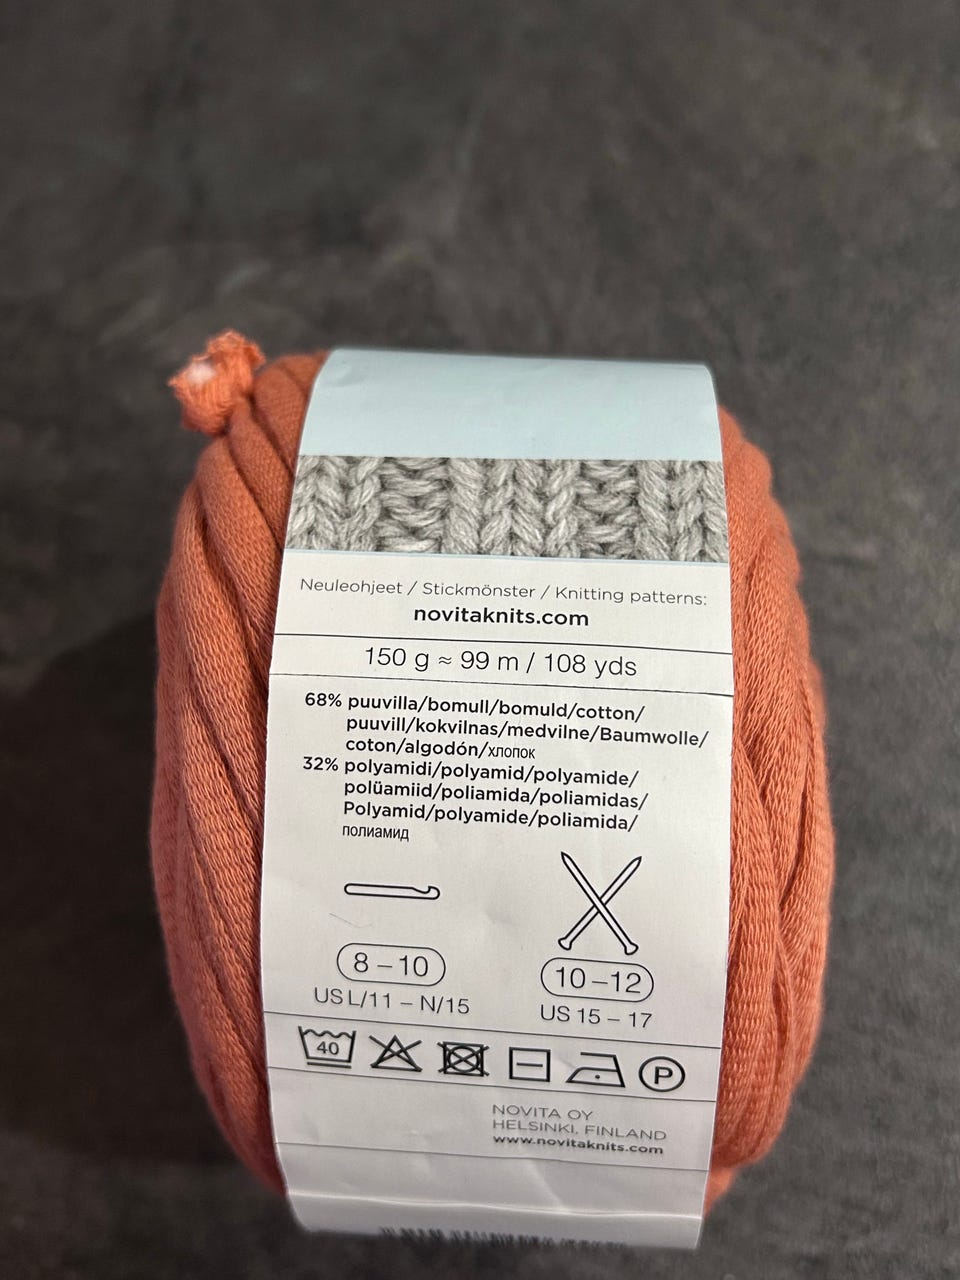 Neuleohjeet / Stickmönster / Knitting patterns:
novitaknits.com
150 g ≈ 99 m / 108 yds
68% puuvilla/bomull/bomuld/cotton/
puuvill/kokvilnas/medvilne/Baumwolle/
coton/algodón/хлопок
32% polyamidi/polyamid/polyamide/
polüamiid/poliamida/poliamidas/
Polyamid/polyamide/poliamida/
полиамид
8 – 10
US L/11 – N/15
10 –12
US 15 – 17
40
P
NOVITA OY
HELSINKI, FINLAND
www.novitaknits.com